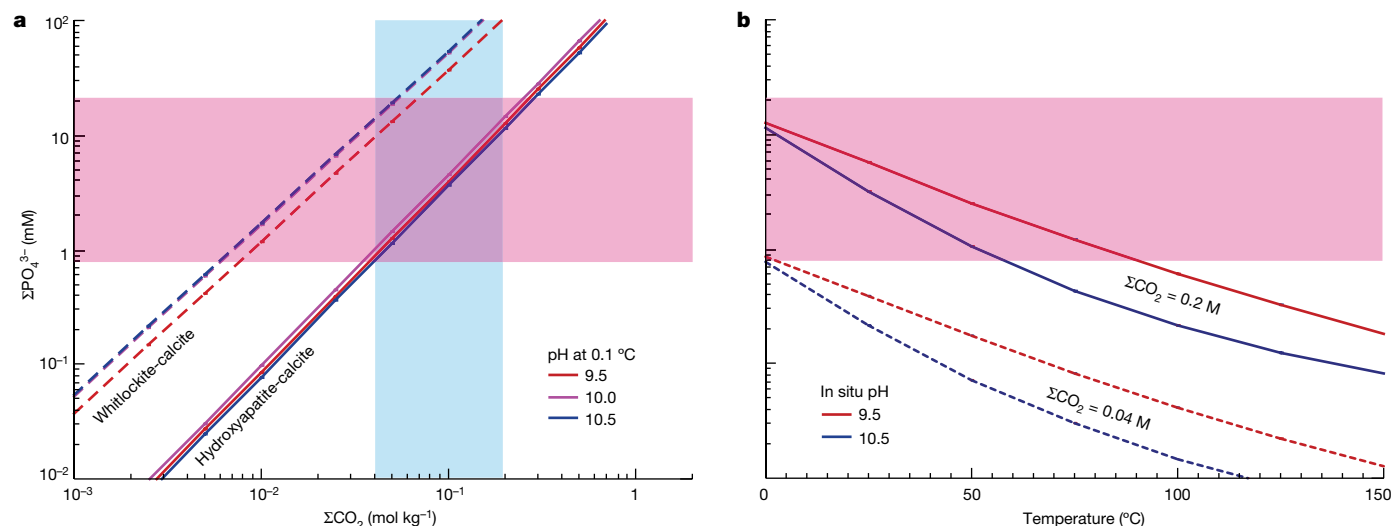 a
ΣPO₄³⁻ (mM)
10²
10
1
10⁻¹
10⁻²
10⁻³
10⁻²
10⁻¹
1
ΣCO₂ (mol kg⁻¹)
Whitlockite–calcite
Hydroxyapatite-calcite
pH at 0.1 ºC
9.5
10.0
10.5
b
ΣCO₂ = 0.2 M
ΣCO₂ = 0.04 M
In situ pH
9.5
10.5
0
50
100
150
Temperature (ºC)